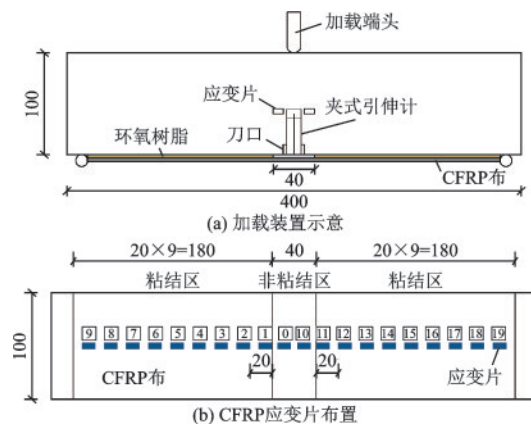 加载端头
100
应变片
夹式引伸计
环氧树脂
刀口
40
CFRP布
400
(a) 加载装置示意
20×9=180 40 20×9=180
粘结区 非粘结区 粘结区
100
9 8 7 6 5 4 3 2 1 0 10 11 12 13 14 15 16 17 18 19
20 20
CFRP布 应变片
(b) CFRP应变片布置